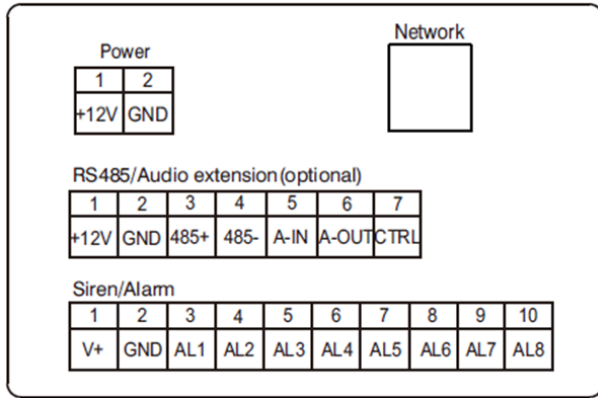 Power
Network
1 2
+12V GND
RS485/Audio extension(optional)
1 2 3 4 5 6 7
+12V GND 485+ 485- A-IN A-OUT CTRL
Siren/Alarm
1 2 3 4 5 6 7 8 9 10
V+ GND AL1 AL2 AL3 AL4 AL5 AL6 AL7 AL8